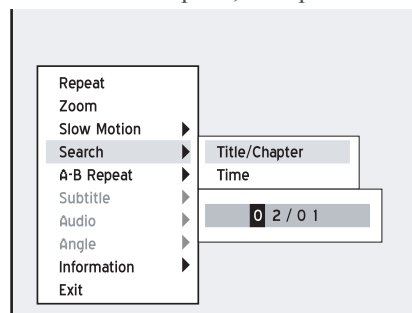 Repeat
Zoom
Slow Motion
Search
A-B Repeat
Subtitle
Audio
Angle
Information
Exit
Title/Chapter
Time
0 2 / 0 1